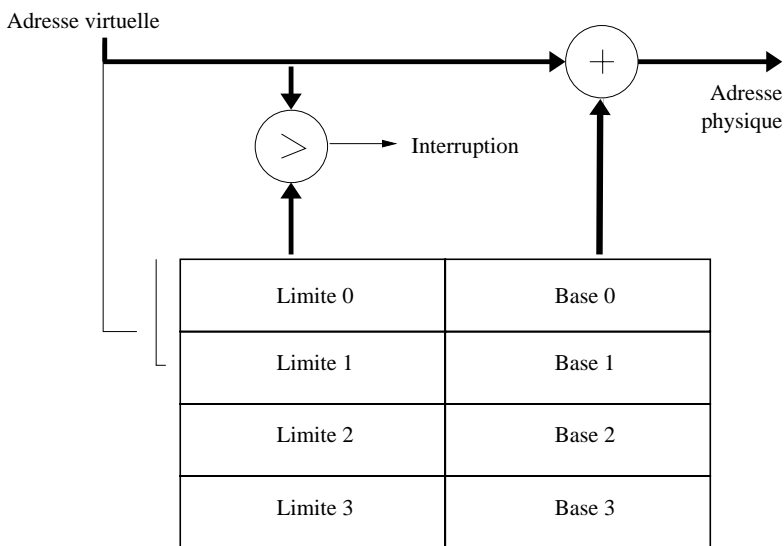 Adresse virtuelle
+
Adresse
physique
>
Interruption
Limite 0 Base 0
Limite 1 Base 1
Limite 2 Base 2
Limite 3 Base 3